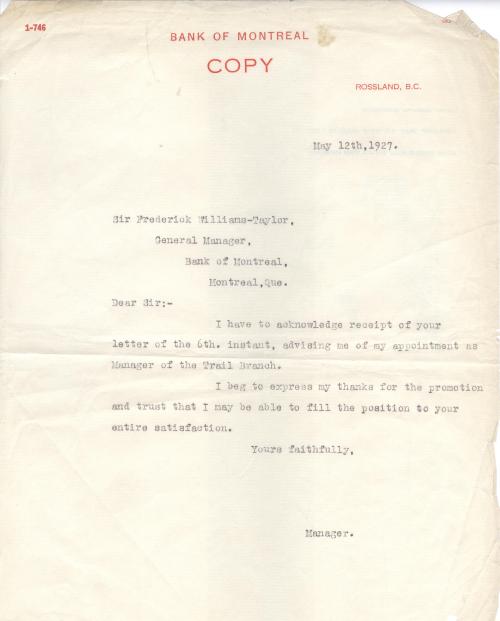 1-746
BANK OF MONTREAL
COPY
ROSSLAND, B.C.
May 12th,1927.
Sir Frederick Williams-Taylor,
General Manager,
Bank of Montreal,
Montreal,Que.
Dear Sir:-
I have to acknowledge receipt of your
letter of the 6th. instant, advising me of my appointment as
Manager of the Trail Branch.
I beg to express my thanks for the promotion
and trust that I may be able to fill the position to your
entire satisfaction.
Yours faithfully,
Manager.